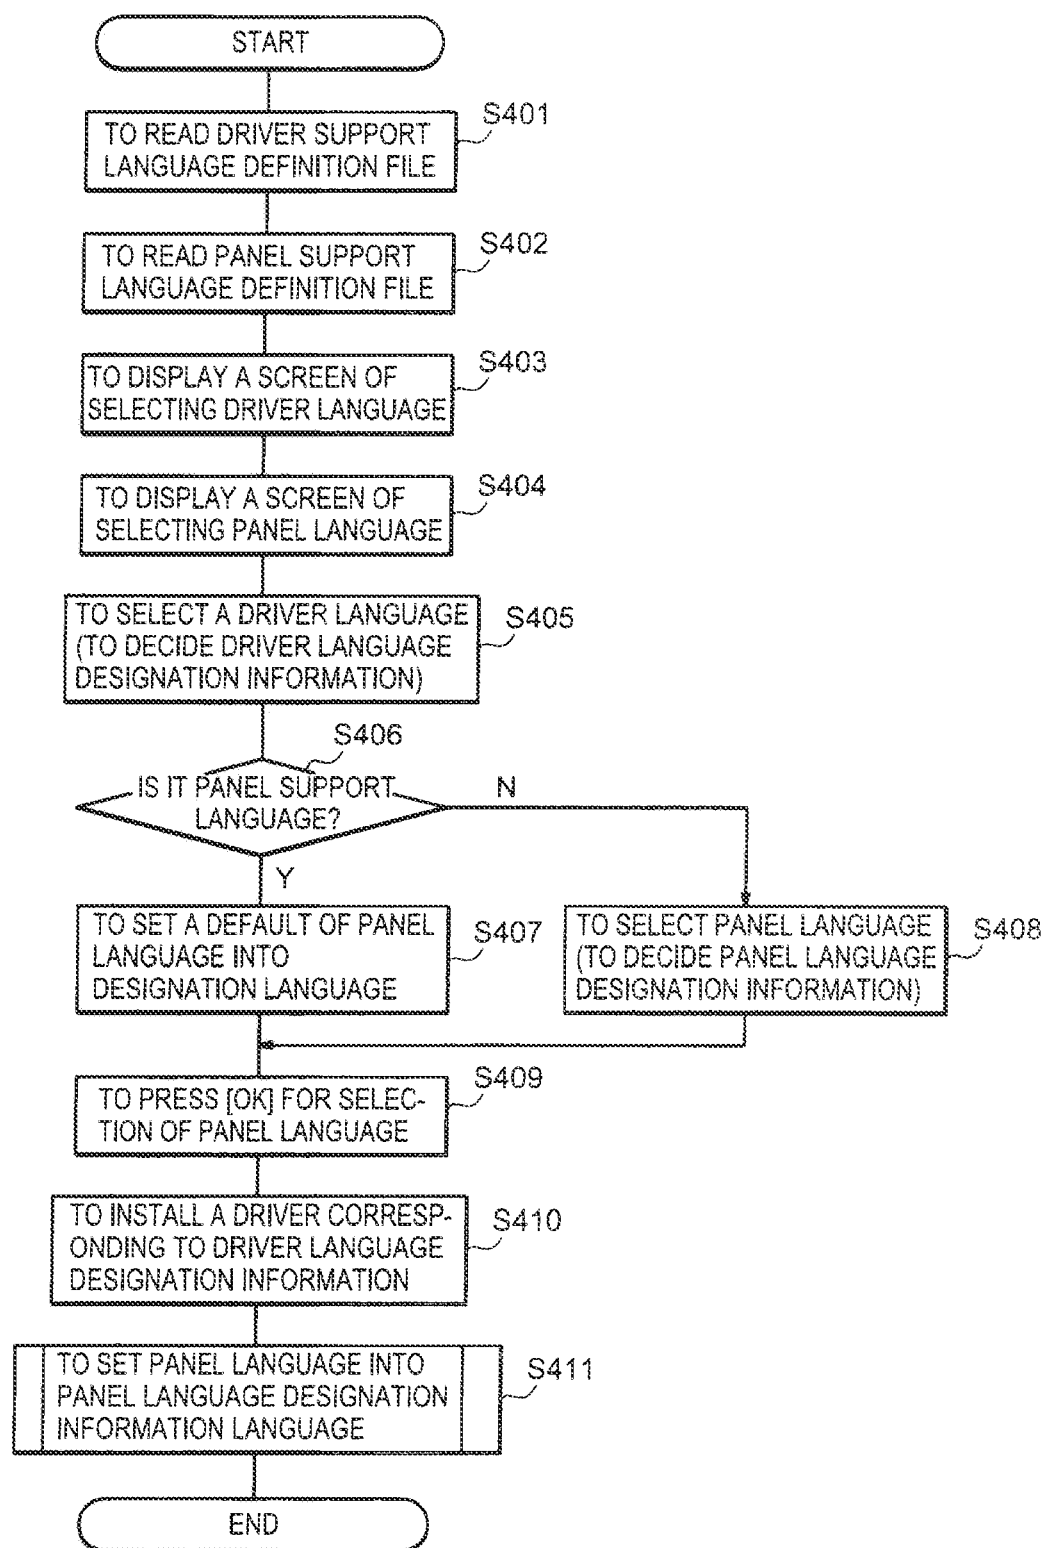 START
S401
TO READ DRIVER SUPPORT
LANGUAGE DEFINITION FILE
S402
TO READ PANEL SUPPORT
LANGUAGE DEFINITION FILE
S403
TO DISPLAY A SCREEN OF
SELECTING DRIVER LANGUAGE
S404
TO DISPLAY A SCREEN OF
SELECTING PANEL LANGUAGE
S405
TO SELECT A DRIVER LANGUAGE
(TO DECIDE DRIVER LANGUAGE
DESIGNATION INFORMATION)
S406
IS IT PANEL SUPPORT
LANGUAGE?
N
Y
TO SET A DEFAULT OF PANEL
LANGUAGE INTO
DESIGNATION LANGUAGE
S407
TO SELECT PANEL LANGUAGE
(TO DECIDE PANEL LANGUAGE
DESIGNATION INFORMATION)
S408
S409
TO PRESS [OK] FOR SELEC-
TION OF PANEL LANGUAGE
S410
TO INSTALL A DRIVER CORRESP-
ONDING TO DRIVER LANGUAGE
DESIGNATION INFORMATION
S411
TO SET PANEL LANGUAGE INTO
PANEL LANGUAGE DESIGNATION
INFORMATION LANGUAGE
END